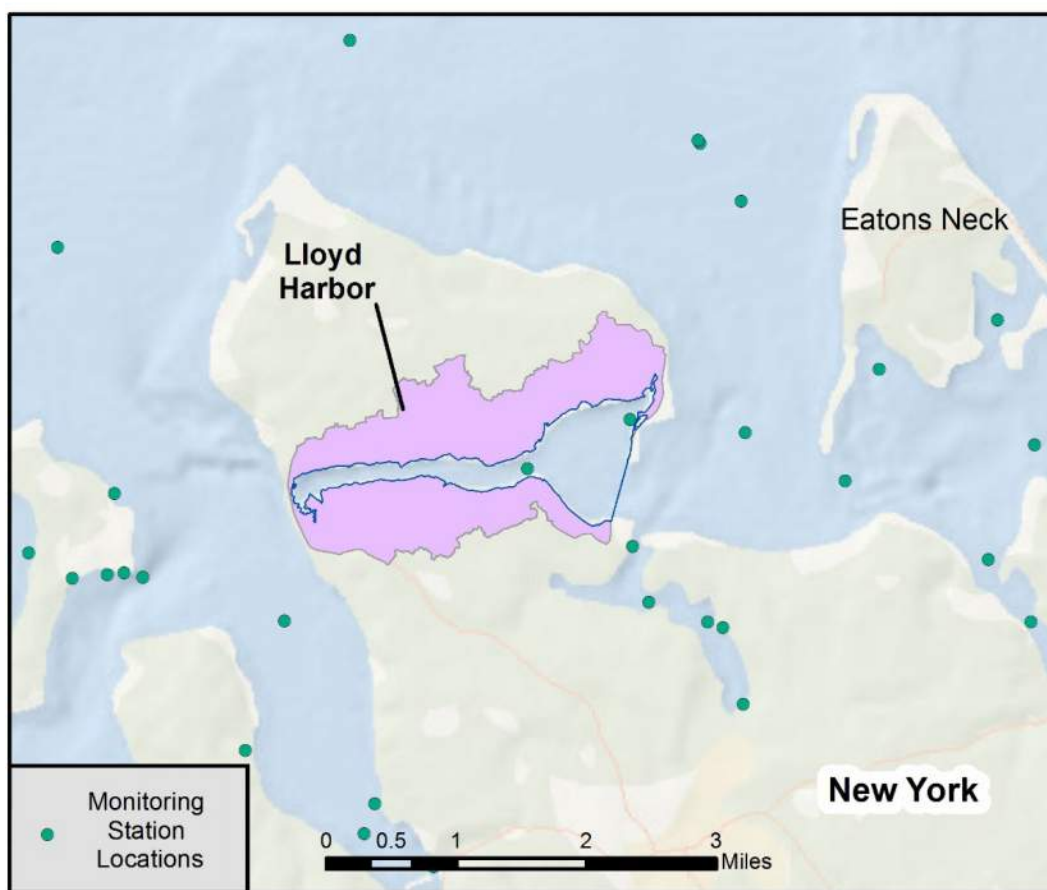 Eatons Neck
Lloyd
Harbor
New York
Monitoring
Station
Locations
0 0.5 1 2 3
Miles